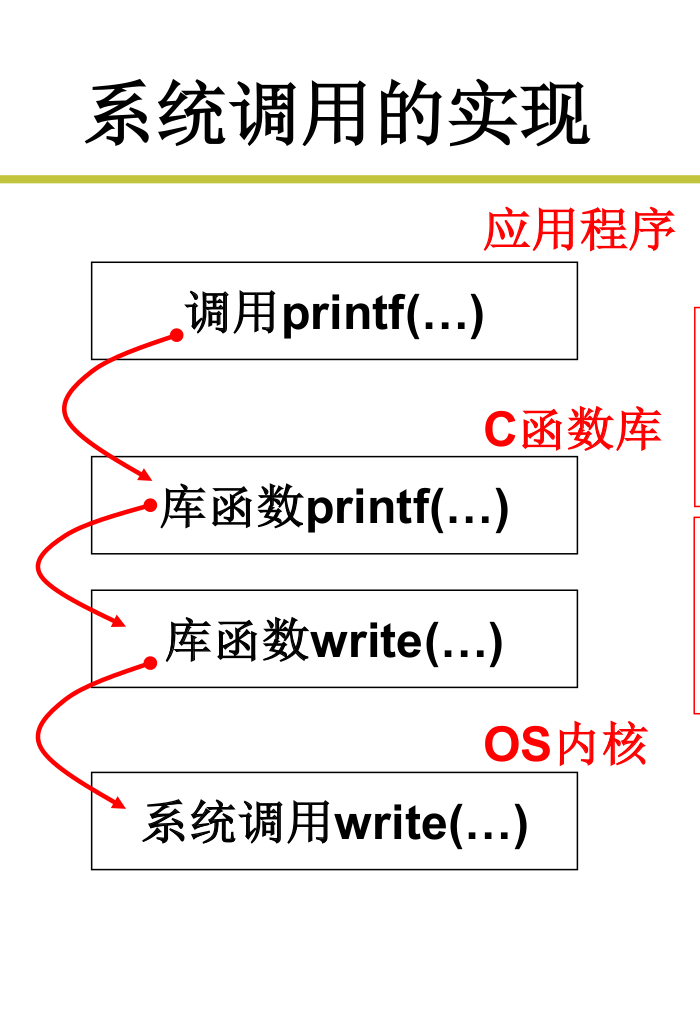 系统调用的实现
应用程序
调用printf(…)
C函数库
库函数printf(…)
库函数write(…)
OS内核
系统调用write(…)